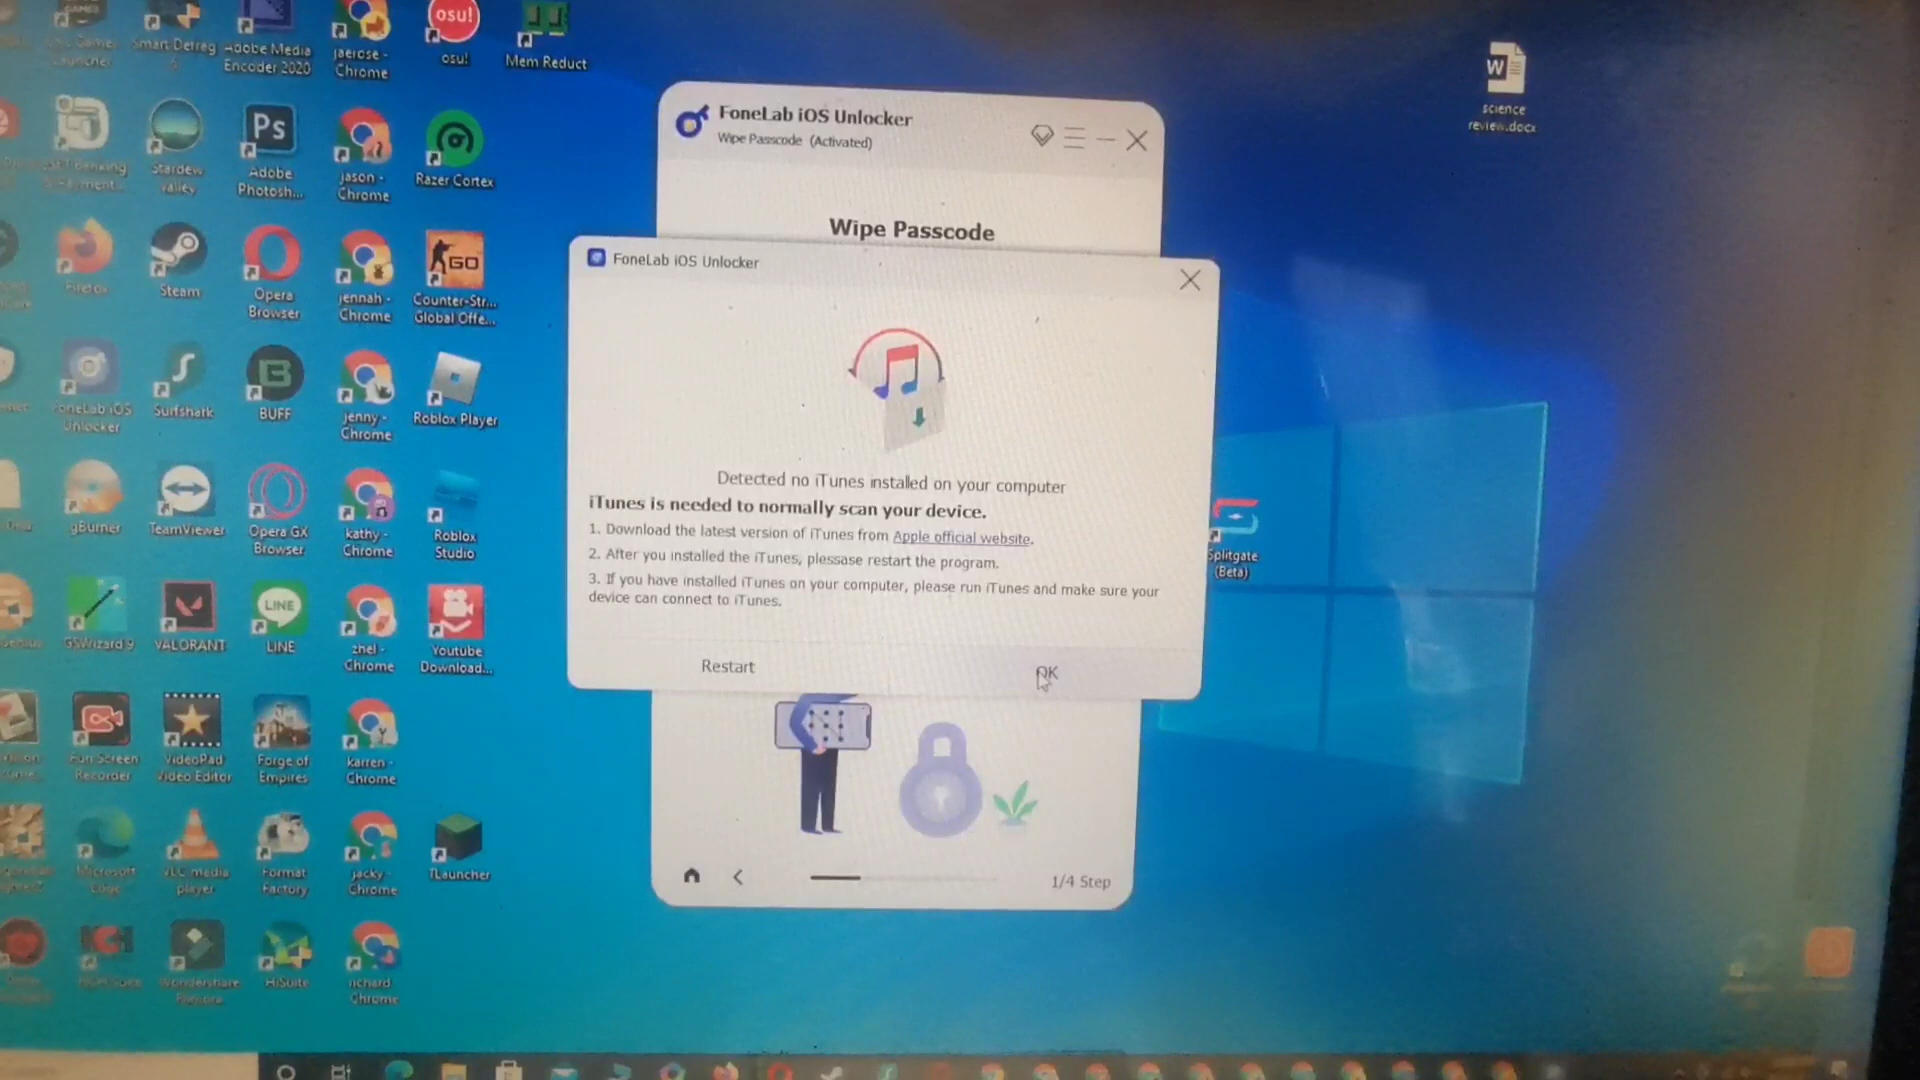 Smart Defrag
6
Adobe Media
Encoder 2020
jaerose -
Chrome
osu!
osu!
Mem Reduct
W
science
review.docx
FoneLab iOS Unlocker
Wipe Passcode (Activated)
Wipe Passcode
Stardew
Valley
Ps
Adobe
Photosh...
jason -
Chrome
Razer Cortex
Firefox
Steam
Opera
Browser
jennah -
Chrome
GO
Counter-Str...
Global Offe...
FoneLab iOS
Unlocker
Surfshark
BUFF
jenny -
Chrome
Roblox Player
gBurner
TeamViewer
Opera GX
Browser
kathy -
Chrome
Roblox
Studio
GSWizard 9
VALORANT
LINE
LINE
zhel -
Chrome
Youtube
Download...
Fun Screen
Recorder
VideoPad
Video Editor
Forge of
Empires
karren -
Chrome
Microsoft
Edge
VLC media
player
Format
Factory
jacky -
Chrome
TLauncher
Wondershare
HiSuite
richard
Chrome
FoneLab iOS Unlocker
Detected no iTunes installed on your computer
iTunes is needed to normally scan your device.
1. Download the latest version of iTunes from Apple official website.
2. After you installed the iTunes, plessase restart the program.
3. If you have installed iTunes on your computer, please run iTunes and make sure your
device can connect to iTunes.
Restart
OK
Splitgate
(Beta)
1/4 Step